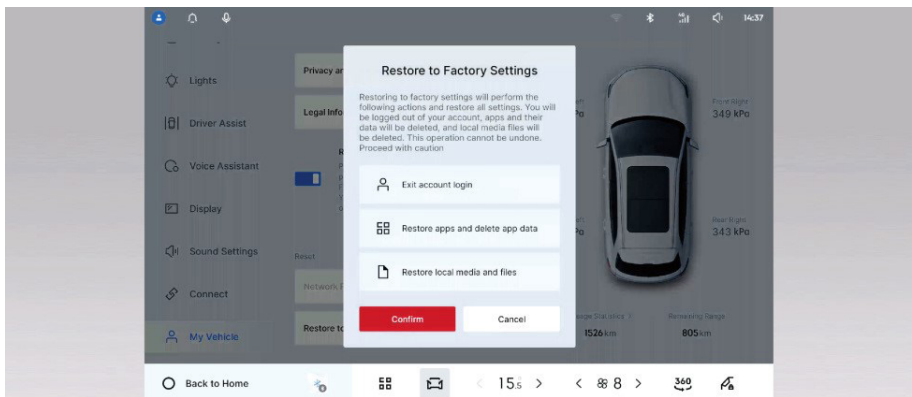 14:37
Lights
Driver Assist
Voice Assistant
Display
Sound Settings
Connect
My Vehicle
Privacy an
Legal Info
Reset
Network
Restore to
Restore to Factory Settings
Restoring to factory settings will perform the
following actions and restore all settings. You will
be logged out of your account, apps and their
data will be deleted, and local media files will
be deleted. This operation cannot be undone.
Proceed with caution
Exit account login
Restore apps and delete app data
Restore local media and files
Confirm
Cancel
Front Right
349 kPa
Rear Right
343 kPa
Remaining Range
1526 km
805 km
Back to Home
15.5
8
360